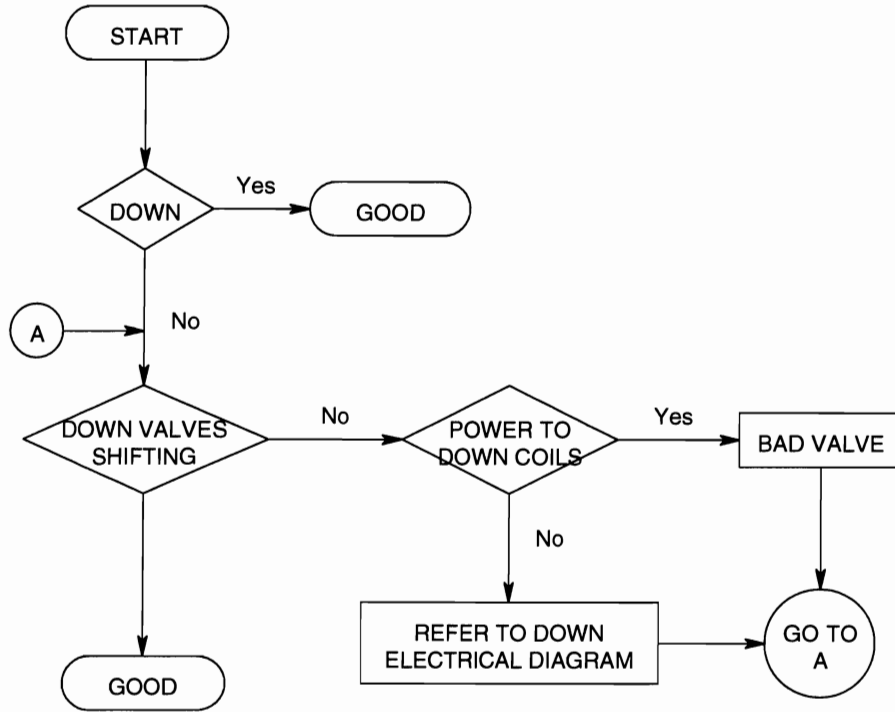 START
DOWN
Yes
GOOD
A
No
DOWN VALVES
SHIFTING
No
POWER TO
DOWN COILS
Yes
BAD VALVE
No
REFER TO DOWN
ELECTRICAL DIAGRAM
GO TO
A
GOOD